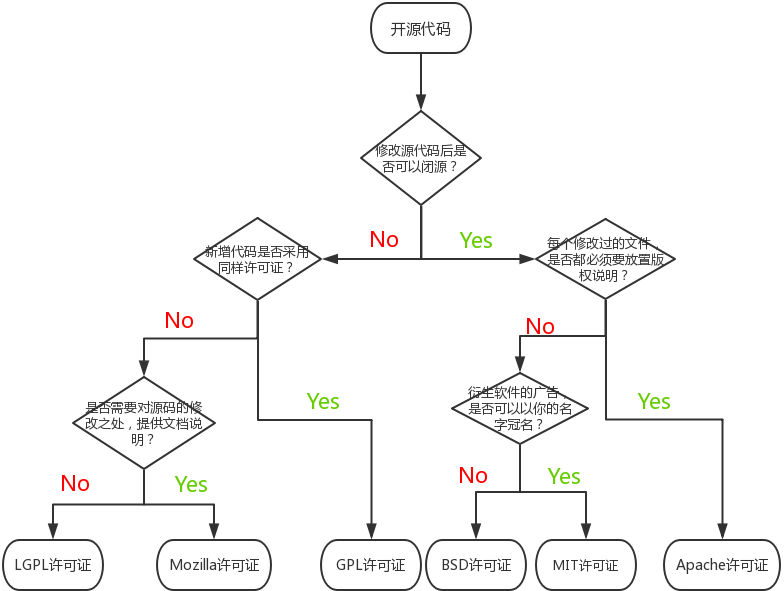 开源代码
修改源代码后是
否可以闭源？
No
Yes
新增代码是否采用
同样许可证？
每个修改过的文件，
是否都必须要放置版
权说明？
No
No
是否需要对源码的修
改之处，提供文档说
明？
Yes
衍生软件的广告，
是否可以以你的名
字冠名？
Yes
No
Yes
No
Yes
LGPL许可证
Mozilla许可证
GPL许可证
BSD许可证
MIT许可证
Apache许可证